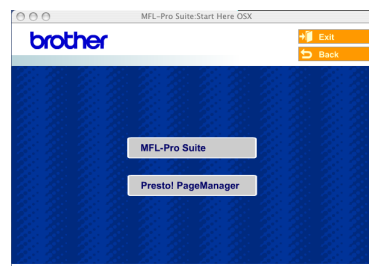 MFL-Pro Suite:Start Here OSX
brother
Exit
Back
MFL-Pro Suite
Presto! PageManager